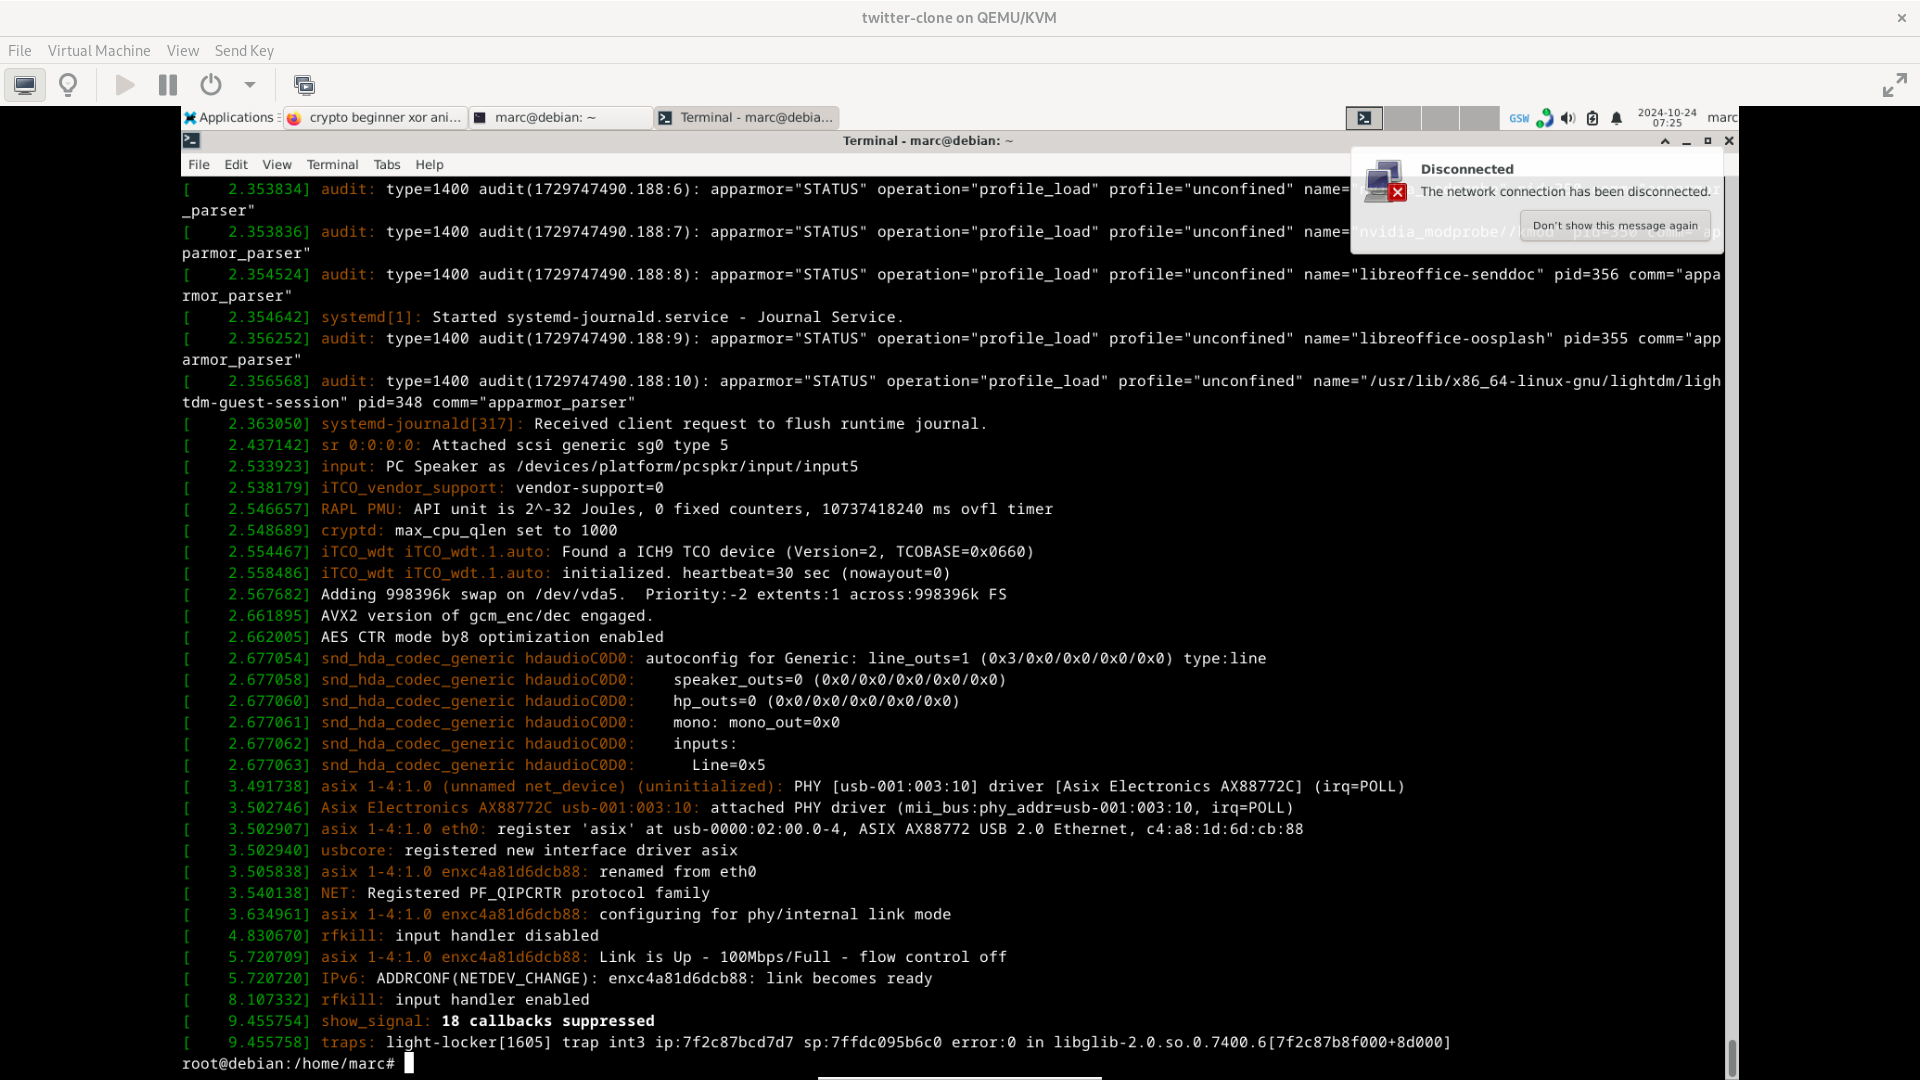 twitter-clone on QEMU/KVM
File Virtual Machine View Send Key
Applications crypto beginner xor ani... marc@debian: ~ Terminal - marc@debia... GSW 2024-10-24 07:25 marc
Terminal - marc@debian: ~
File Edit View Terminal Tabs Help
Disconnected
The network connection has been disconnected.
Don't show this message again
[    2.353834] audit: type=1400 audit(1729747490.188:6): apparmor="STATUS" operation="profile_load" profile="unconfined" name="
_parser"
[    2.353836] audit: type=1400 audit(1729747490.188:7): apparmor="STATUS" operation="profile_load" profile="unconfined" name="nvidia_modprobe//kmod" pid=350 comm="ap
parmor_parser"
[    2.354524] audit: type=1400 audit(1729747490.188:8): apparmor="STATUS" operation="profile_load" profile="unconfined" name="libreoffice-senddoc" pid=356 comm="appa
rmor_parser"
[    2.354642] systemd[1]: Started systemd-journald.service - Journal Service.
[    2.356252] audit: type=1400 audit(1729747490.188:9): apparmor="STATUS" operation="profile_load" profile="unconfined" name="libreoffice-oosplash" pid=355 comm="app
armor_parser"
[    2.356568] audit: type=1400 audit(1729747490.188:10): apparmor="STATUS" operation="profile_load" profile="unconfined" name="/usr/lib/x86_64-linux-gnu/lightdm/ligh
tdm-guest-session" pid=348 comm="apparmor_parser"
[    2.363050] systemd-journald[317]: Received client request to flush runtime journal.
[    2.437142] sr 0:0:0:0: Attached scsi generic sg0 type 5
[    2.533923] input: PC Speaker as /devices/platform/pcspkr/input/input5
[    2.538179] iTCO_vendor_support: vendor-support=0
[    2.546657] RAPL PMU: API unit is 2^-32 Joules, 0 fixed counters, 10737418240 ms ovfl timer
[    2.548689] cryptd: max_cpu_qlen set to 1000
[    2.554467] iTCO_wdt iTCO_wdt.1.auto: Found a ICH9 TCO device (Version=2, TCOBASE=0x0660)
[    2.558486] iTCO_wdt iTCO_wdt.1.auto: initialized. heartbeat=30 sec (nowayout=0)
[    2.567682] Adding 998396k swap on /dev/vda5.  Priority:-2 extents:1 across:998396k FS
[    2.661895] AVX2 version of gcm_enc/dec engaged.
[    2.662005] AES CTR mode by8 optimization enabled
[    2.677054] snd_hda_codec_generic hdaudioC0D0: autoconfig for Generic: line_outs=1 (0x3/0x0/0x0/0x0/0x0) type:line
[    2.677058] snd_hda_codec_generic hdaudioC0D0:    speaker_outs=0 (0x0/0x0/0x0/0x0/0x0)
[    2.677060] snd_hda_codec_generic hdaudioC0D0:    hp_outs=0 (0x0/0x0/0x0/0x0/0x0)
[    2.677061] snd_hda_codec_generic hdaudioC0D0:    mono: mono_out=0x0
[    2.677062] snd_hda_codec_generic hdaudioC0D0:    inputs:
[    2.677063] snd_hda_codec_generic hdaudioC0D0:      Line=0x5
[    3.491738] asix 1-4:1.0 (unnamed net_device) (uninitialized): PHY [usb-001:003:10] driver [Asix Electronics AX88772C] (irq=POLL)
[    3.502746] Asix Electronics AX88772C usb-001:003:10: attached PHY driver (mii_bus:phy_addr=usb-001:003:10, irq=POLL)
[    3.502907] asix 1-4:1.0 eth0: register 'asix' at usb-0000:02:00.0-4, ASIX AX88772 USB 2.0 Ethernet, c4:a8:1d:6d:cb:88
[    3.502940] usbcore: registered new interface driver asix
[    3.505838] asix 1-4:1.0 enxc4a81d6dcb88: renamed from eth0
[    3.540138] NET: Registered PF_QIPCRTR protocol family
[    3.634961] asix 1-4:1.0 enxc4a81d6dcb88: configuring for phy/internal link mode
[    4.830670] rfkill: input handler disabled
[    5.720709] asix 1-4:1.0 enxc4a81d6dcb88: Link is Up - 100Mbps/Full - flow control off
[    5.720720] IPv6: ADDRCONF(NETDEV_CHANGE): enxc4a81d6dcb88: link becomes ready
[    8.107332] rfkill: input handler enabled
[    9.455754] show_signal: 18 callbacks suppressed
[    9.455758] traps: light-locker[1605] trap int3 ip:7f2c87bcd7d7 sp:7ffdc095b6c0 error:0 in libglib-2.0.so.0.7400.6[7f2c87b8f000+8d000]
root@debian:/home/marc#